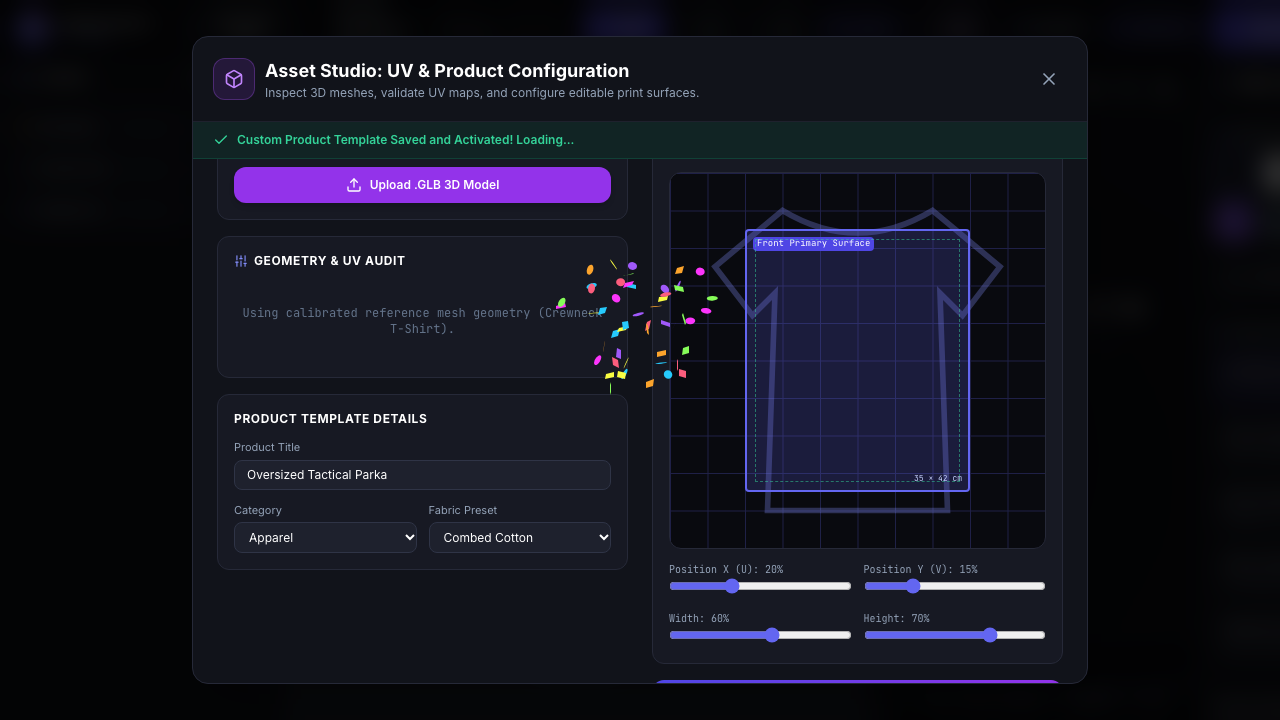 Asset Studio: UV & Product Configuration
Inspect 3D meshes, validate UV maps, and configure editable print surfaces.
Custom Product Template Saved and Activated! Loading...
Upload .GLB 3D Model
GEOMETRY & UV AUDIT
Using calibrated reference mesh geometry (Crewneck
T-Shirt).
PRODUCT TEMPLATE DETAILS
Product Title
Oversized Tactical Parka
Category
Fabric Preset
Apparel
Combed Cotton
Front Primary Surface
35 × 42 cm
Position X (U): 20%
Position Y (V): 15%
Width: 60%
Height: 70%